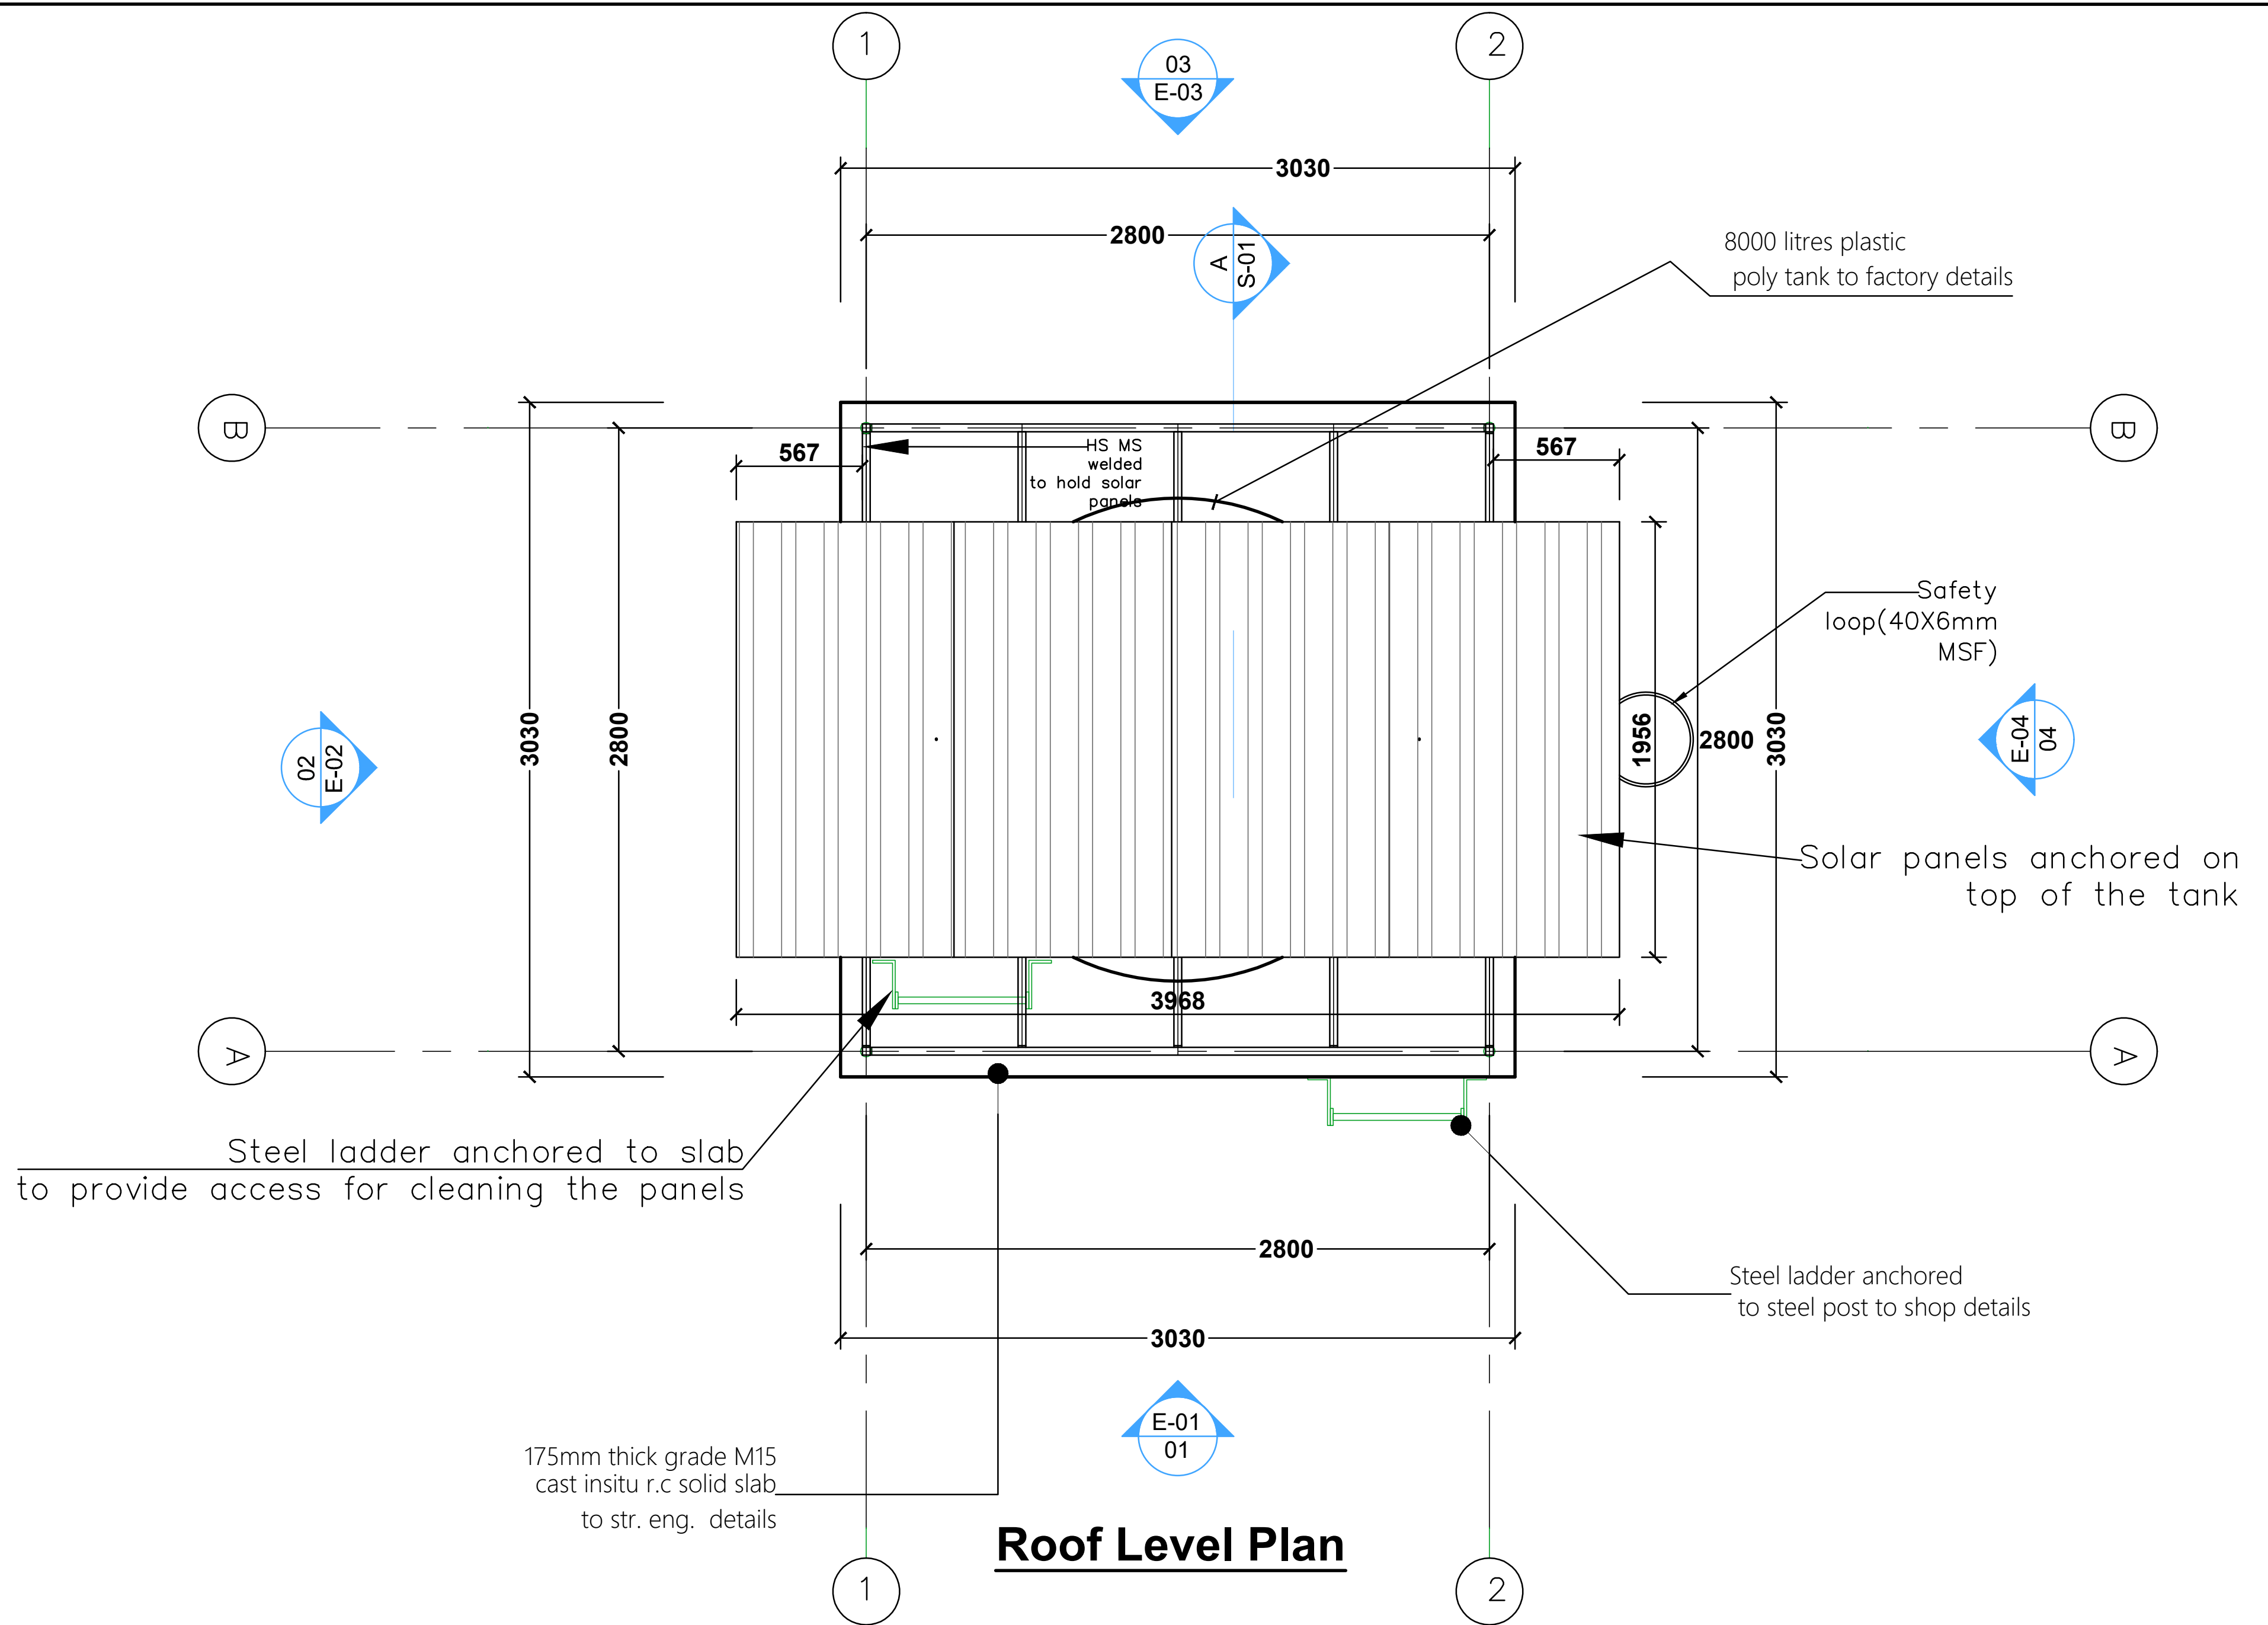 1
2
03
E-03
3030
2800
A
S-01
8000 litres plastic
poly tank to factory details
B
B
567
HS MS
welded
to hold solar
panels
567
Safety
loop(40X6mm
MSF)
02
E-02
3030
2800
1956
2800
3030
E-04
04
Solar panels anchored on
top of the tank
3968
A
A
Steel ladder anchored to slab
to provide access for cleaning the panels
2800
Steel ladder anchored
to steel post to shop details
3030
E-01
01
175mm thick grade M15
cast insitu r.c solid slab
to str. eng. details
Roof Level Plan
1
2